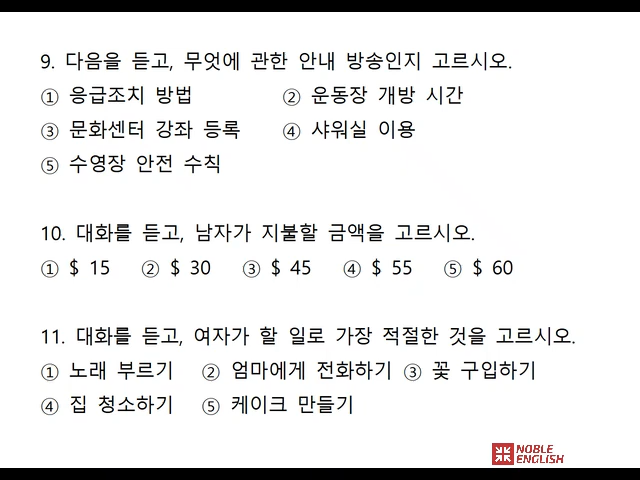 9. 다음을 듣고, 무엇에 관한 안내 방송인지 고르시오.
① 응급조치 방법 ② 운동장 개방 시간
③ 문화센터 강좌 등록 ④ 샤워실 이용
⑤ 수영장 안전 수칙
10. 대화를 듣고, 남자가 지불할 금액을 고르시오.
① $ 15 ② $ 30 ③ $ 45 ④ $ 55 ⑤ $ 60
11. 대화를 듣고, 여자가 할 일로 가장 적절한 것을 고르시오.
① 노래 부르기 ② 엄마에게 전화하기 ③ 꽃 구입하기
④ 집 청소하기 ⑤ 케이크 만들기
NOBLE
ENGLISH